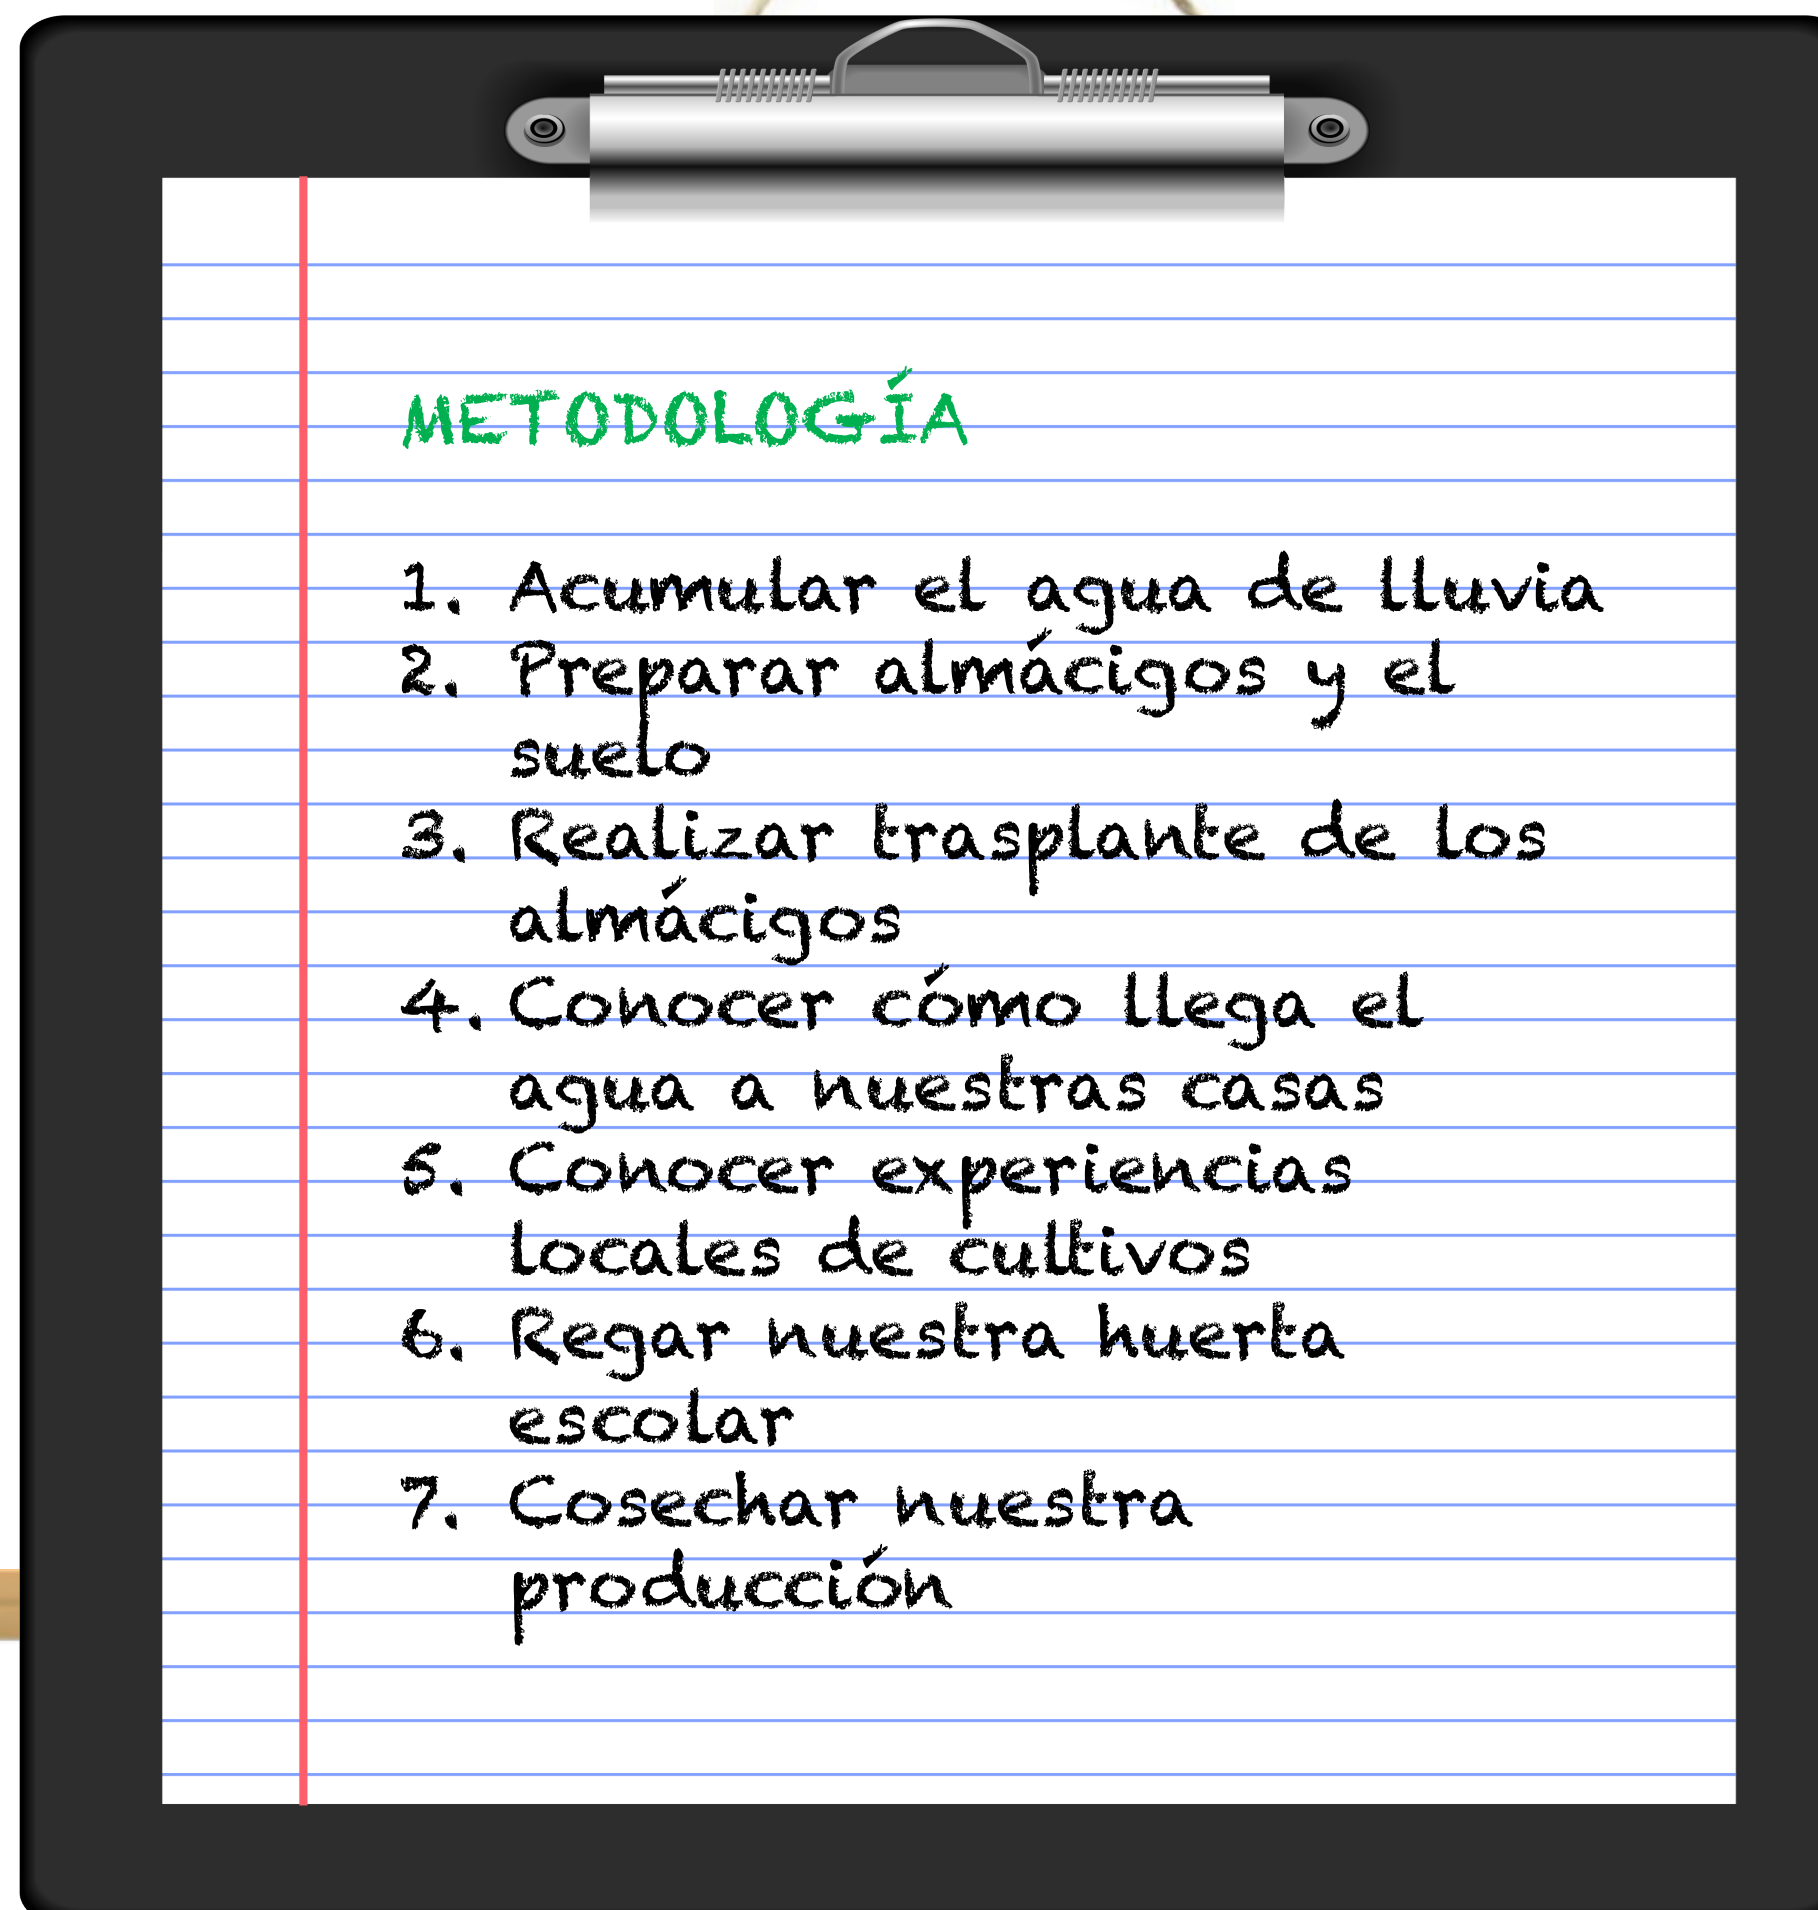 METODOLOGÍA
1. Acumular el agua de lluvia
2. Preparar almácigos y el
suelo
3. Realizar trasplante de los
almácigos
4. Conocer cómo llega el
agua a nuestras casas
5. Conocer experiencias
locales de cultivos
6. Regar nuestra huerta
escolar
7. Cosechar nuestra
producción